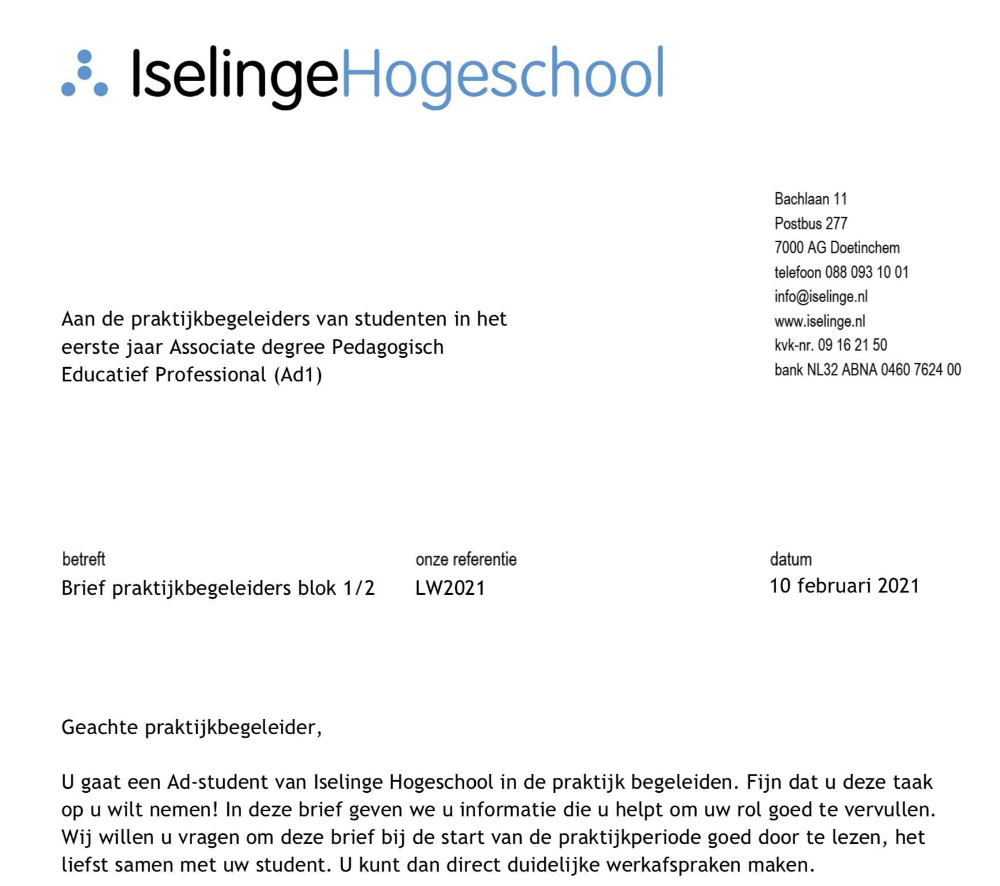 IselingeHogeschool
Bachlaan 11
Postbus 277
7000 AG Doetinchem
telefoon 088 093 10 01
info@iselinge.nl
www.iselinge.nl
kvk-nr. 09 16 21 50
bank NL32 ABNA 0460 7624 00
Aan de praktijkbegeleiders van studenten in het
eerste jaar Associate degree Pedagogisch
Educatief Professional (Ad1)
betreft onze referentie datum
Brief praktijkbegeleiders blok 1/2 LW2021 10 februari 2021
Geachte praktijkbegeleider,
U gaat een Ad-student van Iselinge Hogeschool in de praktijk begeleiden. Fijn dat u deze taak
op u wilt nemen! In deze brief geven we u informatie die u helpt om uw rol goed te vervullen.
Wij willen u vragen om deze brief bij de start van de praktijkperiode goed door te lezen, het
liefst samen met uw student. U kunt dan direct duidelijke werkafspraken maken.